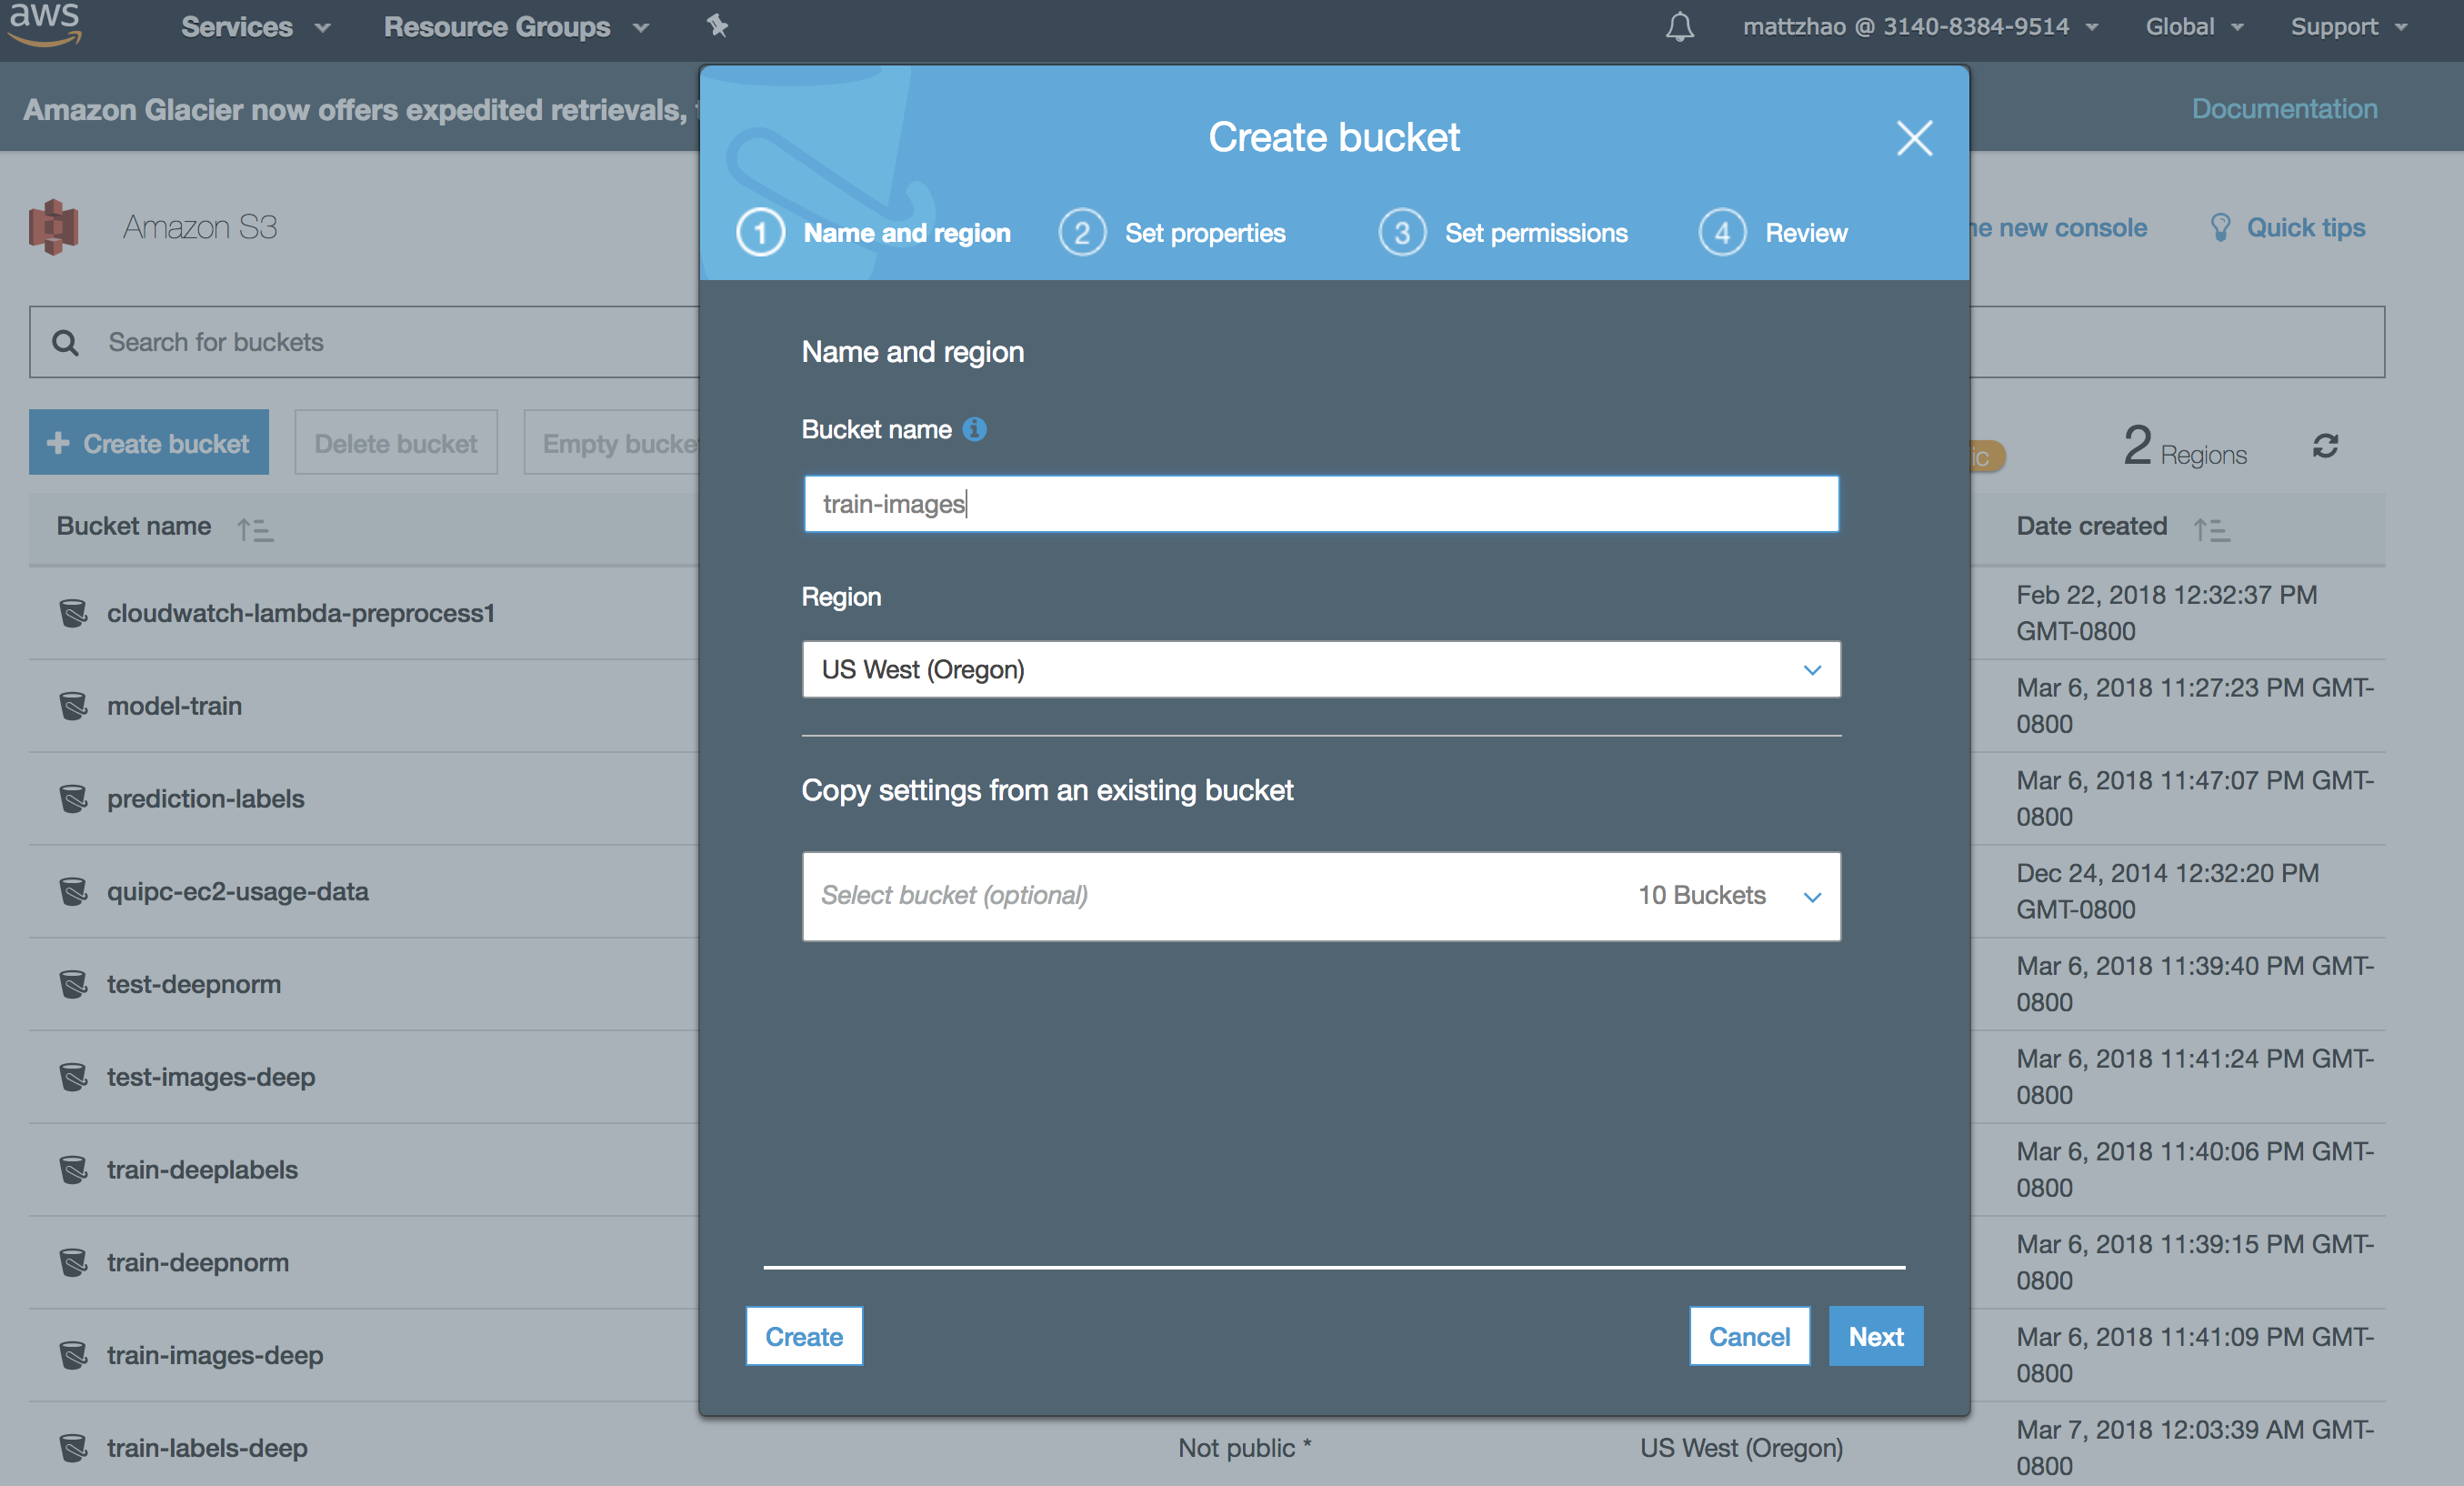 aws
Services
Resource Groups
mattzhao @ 3140-8384-9514
Global
Support
Amazon Glacier now offers expedited retrievals,
Documentation
Create bucket
1 Name and region
2 Set properties
3 Set permissions
4 Review
Amazon S3
new console
Quick tips
Search for buckets
Create bucket
Delete bucket
Empty bucke
2 Regions
Bucket name
Date created
cloudwatch-lambda-preprocess1
Feb 22, 2018 12:32:37 PM
GMT-0800
model-train
Mar 6, 2018 11:27:23 PM GMT-
0800
prediction-labels
Mar 6, 2018 11:47:07 PM GMT-
0800
quipc-ec2-usage-data
Dec 24, 2014 12:32:20 PM
GMT-0800
test-deepnorm
Mar 6, 2018 11:39:40 PM GMT-
0800
test-images-deep
Mar 6, 2018 11:41:24 PM GMT-
0800
train-deeplabels
Mar 6, 2018 11:40:06 PM GMT-
0800
train-deepnorm
Mar 6, 2018 11:39:15 PM GMT-
0800
train-images-deep
Mar 6, 2018 11:41:09 PM GMT-
0800
train-labels-deep
Not public *
US West (Oregon)
Mar 7, 2018 12:03:39 AM GMT-
0800
Name and region
Bucket name
train-images
Region
US West (Oregon)
Copy settings from an existing bucket
Select bucket (optional)
10 Buckets
Create
Cancel
Next